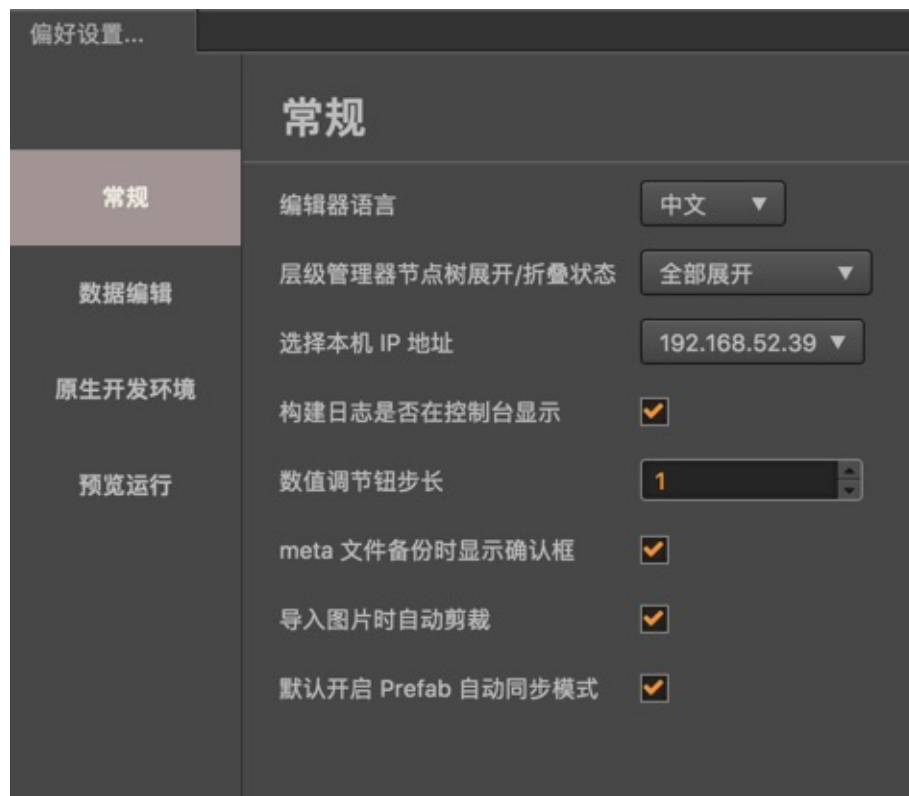 偏好设置...
常规
常规
数据编辑
原生开发环境
预览运行
编辑器语言 中文
层级管理器节点树展开/折叠状态 全部展开
选择本机 IP 地址 192.168.52.39
构建日志是否在控制台显示
数值调节钮步长 1
meta 文件备份时显示确认框
导入图片时自动剪裁
默认开启 Prefab 自动同步模式